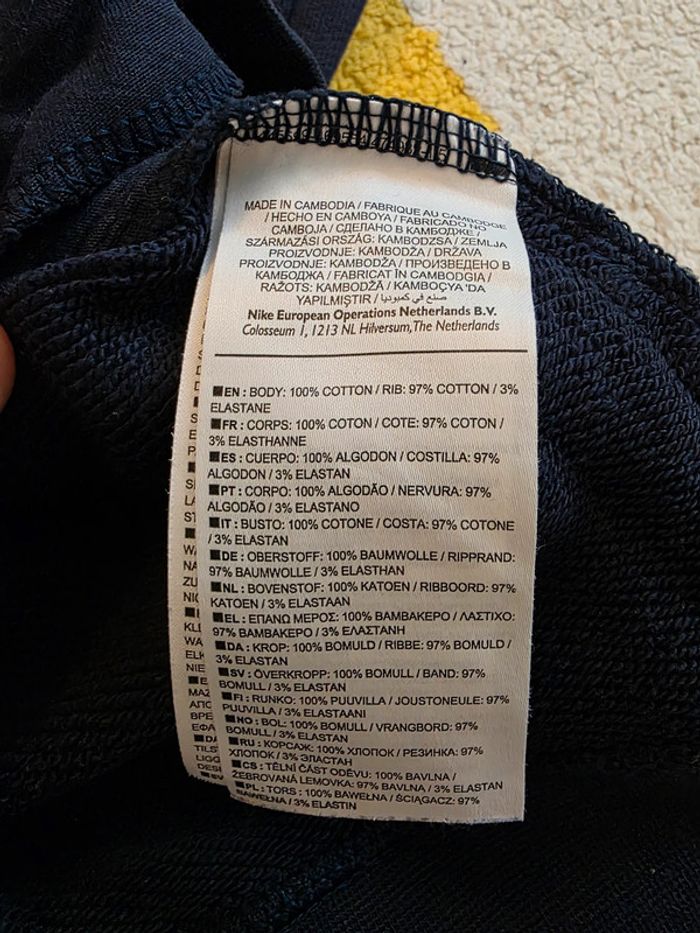 MADE IN CAMBODIA / FABRIQUE AU CAMBODGE
/ HECHO EN CAMBOYA / FABRICADO NO
CAMBOJA / СДЕЛАНО В КАМБОДЖЕ /
SZÁRMAZÁSI ORSZÁG: KAMBODZSA / ZEMLJA
PROIZVODNJE: KAMBODŽA / DRŽAVA
PROIZVODNJE: KAMBODŽA / ПРОИЗВЕДЕНО В
КАМБОДЖА / FABRICAT ÎN CAMBODGIA /
RAŽOTS: KAMBODŽĀ / KAMBOÇYA 'DA
YAPILMIŞTIR / صنع في كمبوديا
Nike European Operations Netherlands B.V.
Colosseum 1, 1213 NL Hilversum, The Netherlands
EN : BODY: 100% COTTON / RIB: 97% COTTON / 3%
ELASTANE
FR : CORPS: 100% COTON / COTE: 97% COTON /
3% ELASTHANNE
ES : CUERPO: 100% ALGODON / COSTILLA: 97%
ALGODON / 3% ELASTAN
PT : CORPO: 100% ALGODÃO / NERVURA: 97%
ALGODÃO / 3% ELASTANO
IT : BUSTO: 100% COTONE / COSTA: 97% COTONE
/ 3% ELASTAN
DE : OBERSTOFF: 100% BAUMWOLLE / RIPPRAND:
97% BAUMWOLLE / 3% ELASTHAN
NL : BOVENSTOF: 100% KATOEN / RIBBOORD: 97%
KATOEN / 3% ELASTAAN
EL : ΕΠΑΝΩ ΜΕΡΟΣ: 100% ΒΑΜΒΑΚΕΡΟ / ΛΑΣΤΙΧΟ:
97% ΒΑΜΒΑΚΕΡΟ / 3% ΕΛΑΣΤΑΝΗ
DA : KROP: 100% BOMULD / RIBBE: 97% BOMULD /
3% ELASTAN
SV : ÖVERKROPP: 100% BOMULL / BAND: 97%
BOMULL / 3% ELASTAN
FI : RUNKO: 100% PUUVILLA / JOUSTONEULE: 97%
PUUVILLA / 3% ELASTAANI
NO : BOL: 100% BOMULL / VRANGBORD: 97%
BOMULL / 3% ELASTAN
RU : КОРСАЖ: 100% ХЛОПОК / РЕЗИНКА: 97%
ХЛОПОК / 3% ЭЛАСТАН
CS : TĚLNÍ ČÁST ODĚVU: 100% BAVLNA /
ŽEBROVANÁ LEMOVKA: 97% BAVLNA / 3% ELASTAN
PL : TORS : 100% BAWEŁNA / ŚCIĄGACZ: 97%
BAWEŁNA / 3% ELASTIN